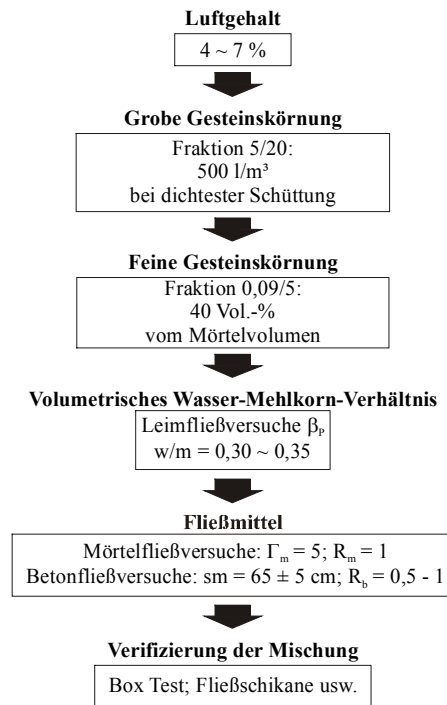 Luftgehalt
4 ~ 7 %
Grobe Gesteinskörnung
Fraktion 5/20:
500 l/m³
bei dichtester Schüttung
Feine Gesteinskörnung
Fraktion 0,09/5:
40 Vol.-%
vom Mörtelvolumen
Volumetrisches Wasser-Mehlkorn-Verhältnis
Leimfließversuche βₚ
w/m = 0,30 ~ 0,35
Fließmittel
Mörtelfließversuche: Γₘ = 5; Rₘ = 1
Betonfließversuche: sm = 65 ± 5 cm; R_b = 0,5 - 1
Verifizierung der Mischung
Box Test; Fließschikane usw.